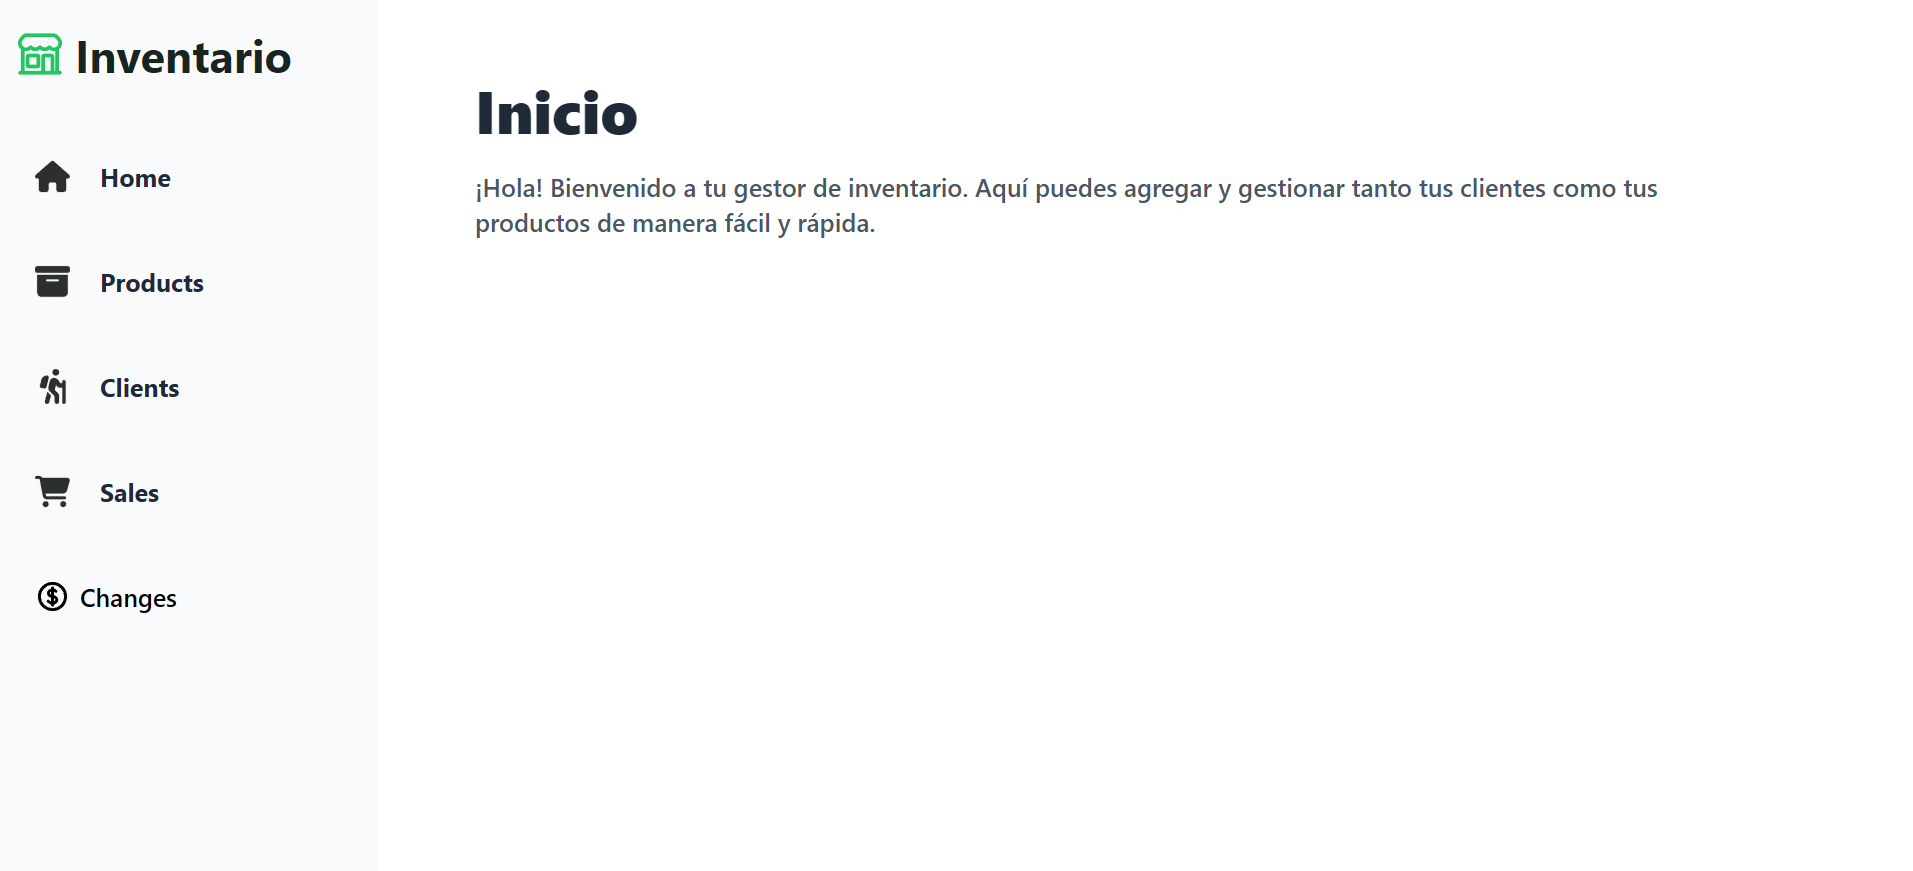 Inventario
Home
Products
Clients
Sales
Changes
Inicio
¡Hola! Bienvenido a tu gestor de inventario. Aquí puedes agregar y gestionar tanto tus clientes como tus
productos de manera fácil y rápida.